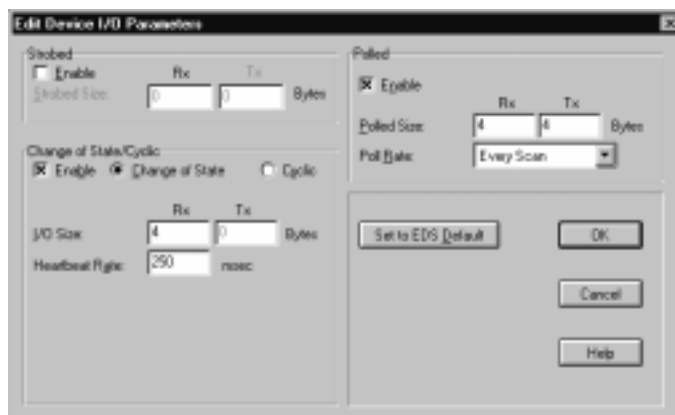 Edit Device I/O Parameters
Strobed
Enable
Rx
Tx
Strobed Size:
0
0
Bytes
Change of State/Cyclic
Enable
Change of State
Cyclic
Rx
Tx
I/O Size:
4
0
Bytes
Heartbeat Rate:
250
msec
Polled
Enable
Rx
Tx
Polled Size:
4
4
Bytes
Poll Rate:
Every Scan
Set to EDS Default
OK
Cancel
Help